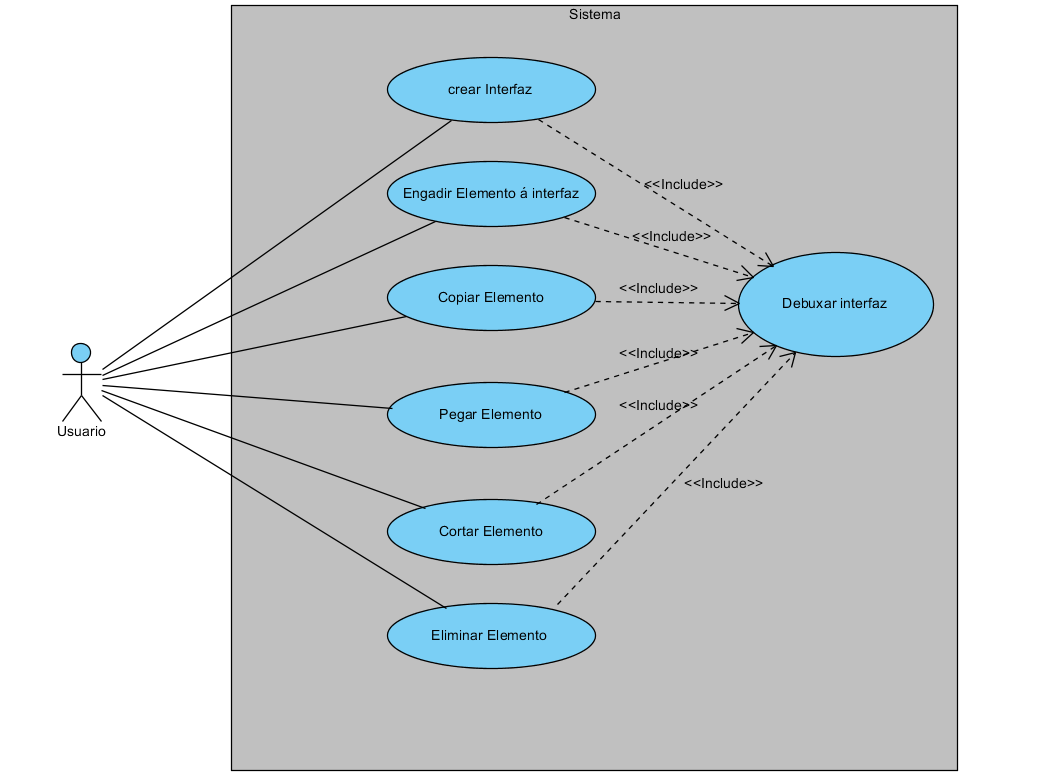 Sistema
crear Interfaz
<<Include>>
Engadir Elemento á interfaz
<<Include>>
Copiar Elemento
<<Include>>
Debuxar interfaz
<<Include>>
Usuario
Pegar Elemento
<<Include>>
<<Include>>
Cortar Elemento
Eliminar Elemento